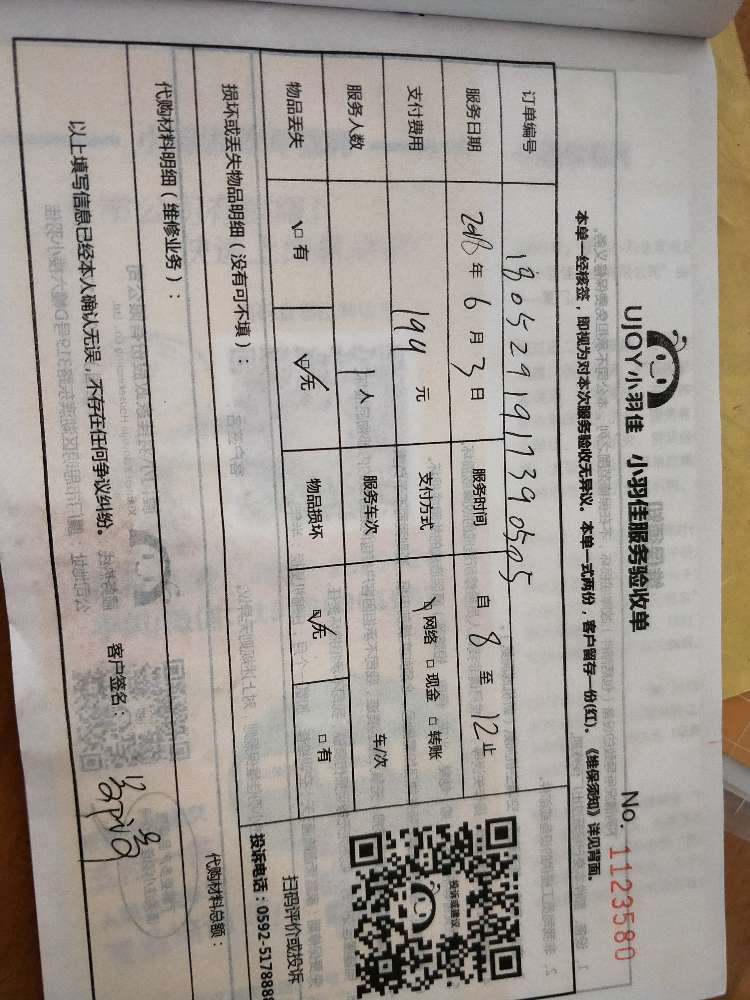 UJOY小羽佳 小羽佳服务验收单
No. 1123580
本单一经核签，即视为对本次服务验收无异议。本单一式两份，客户留存一份(红)。《维保须知》详见背面。
订单编号 1805291917390505
服务日期 2018年6月3日 服务时间 自8至12止
支付费用 194元 支付方式 ☑网络 □现金 □转账
服务人数 1人 服务车次 车/次
物品丢失 □有 ☑无 物品损坏 ☑无 □有
投诉或建议
扫码评价或投诉
投诉电话：0592-5178888
损坏或丢失物品明细（没有可不填）：
代购材料明细（维修业务）：
代购材料总额：
以上填写信息已经本人确认无误，不存在任何争议纠纷。
客户签名：